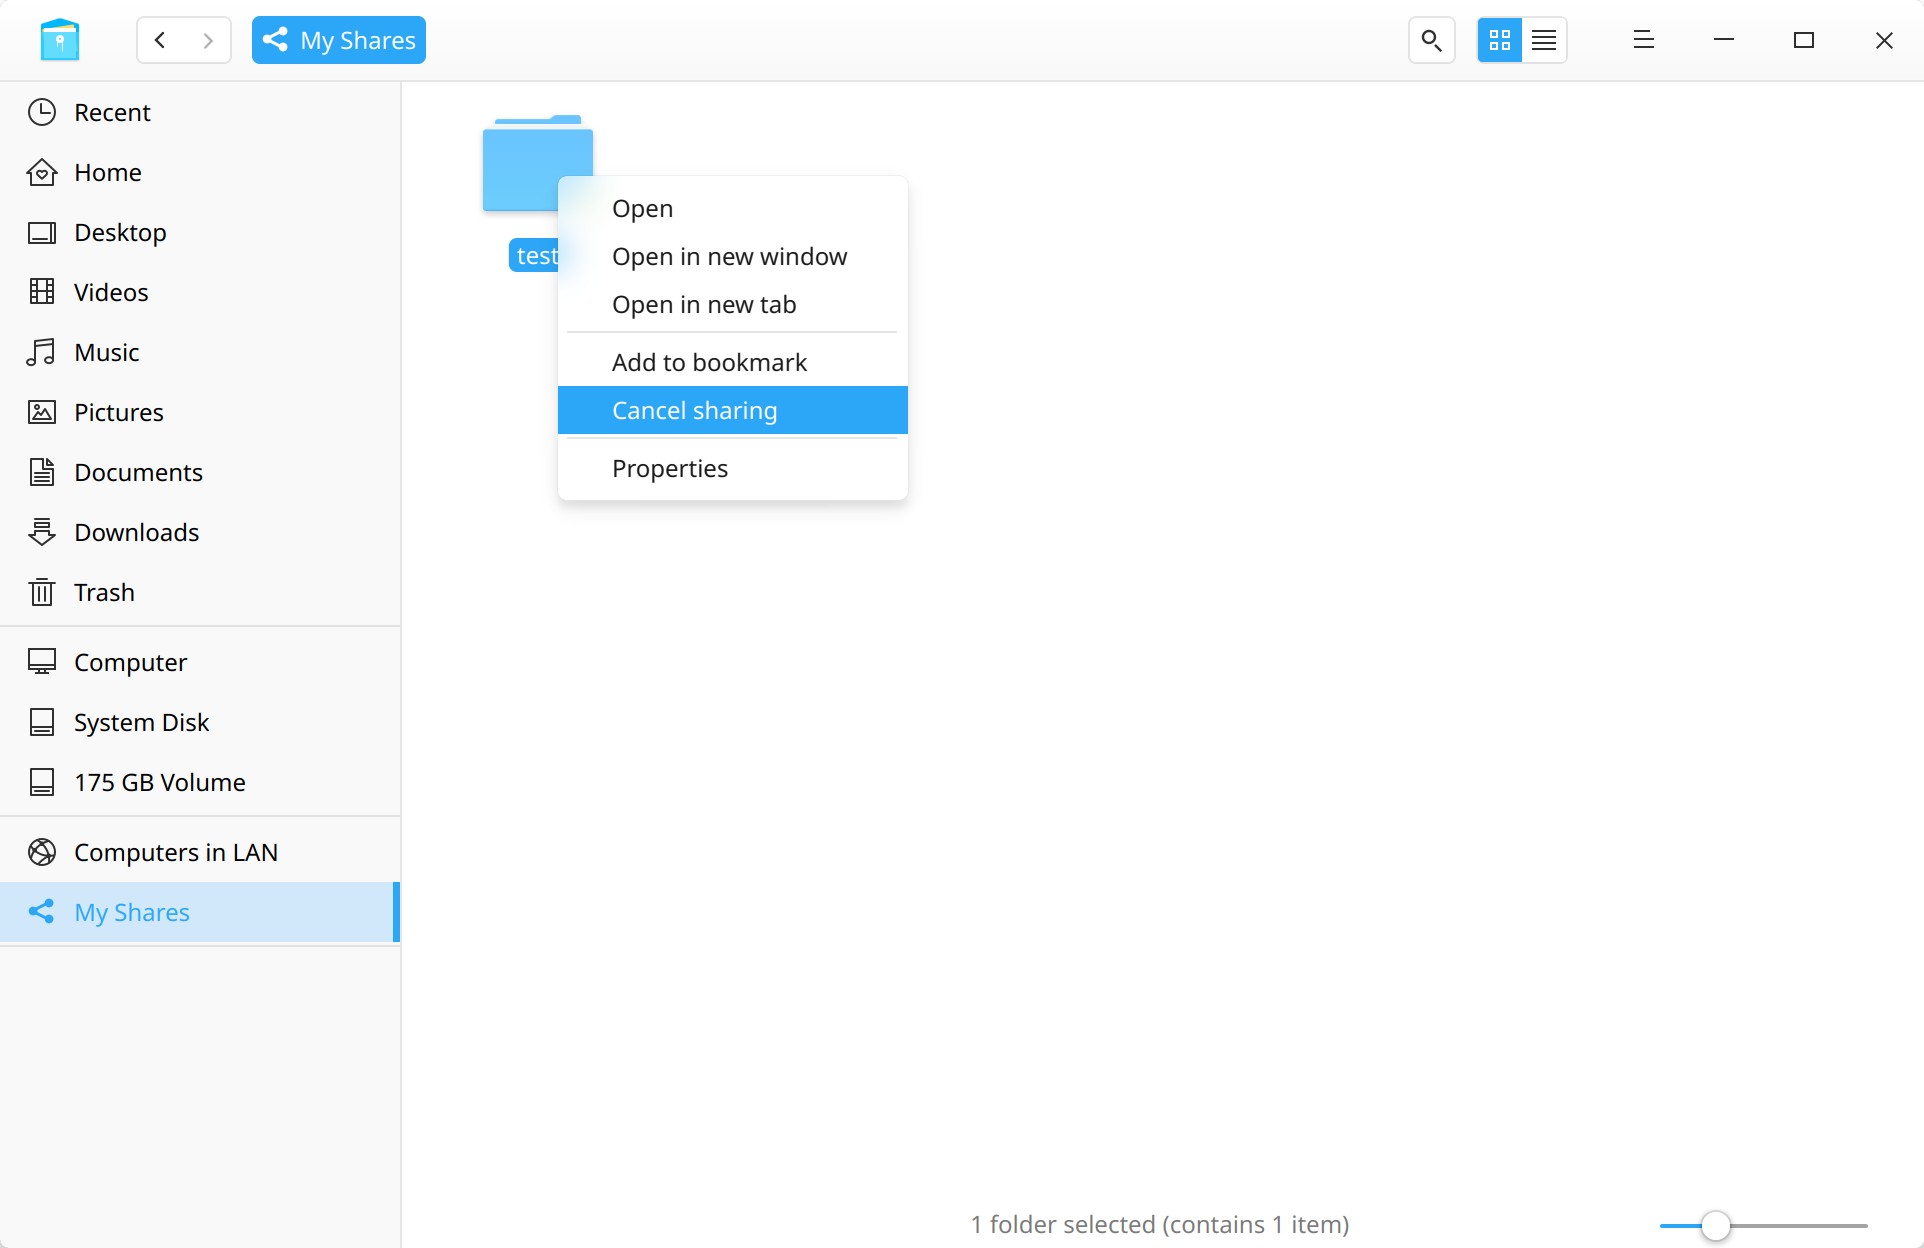 My Shares
Recent
Home
Desktop
Videos
Music
Pictures
Documents
Downloads
Trash
Computer
System Disk
175 GB Volume
Computers in LAN
My Shares
test
Open
Open in new window
Open in new tab
Add to bookmark
Cancel sharing
Properties
1 folder selected (contains 1 item)